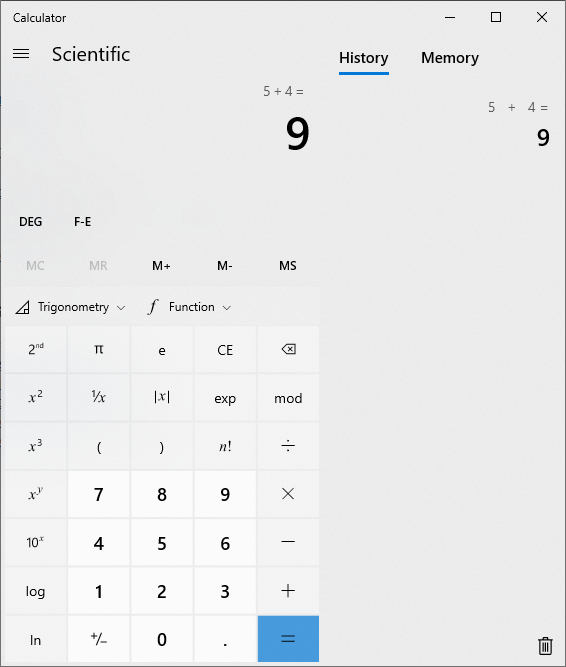 Calculator
Scientific
History Memory
5 + 4 =
9
5 + 4 =
9
DEG F-E
MC MR M+ M- MS
Trigonometry f Function
2ⁿᵈ π e CE
x² ¹/x |x| exp mod
x³ ( ) n! ÷
xʸ 7 8 9 ×
10ˣ 4 5 6 −
log 1 2 3 +
ln +/− 0 . =